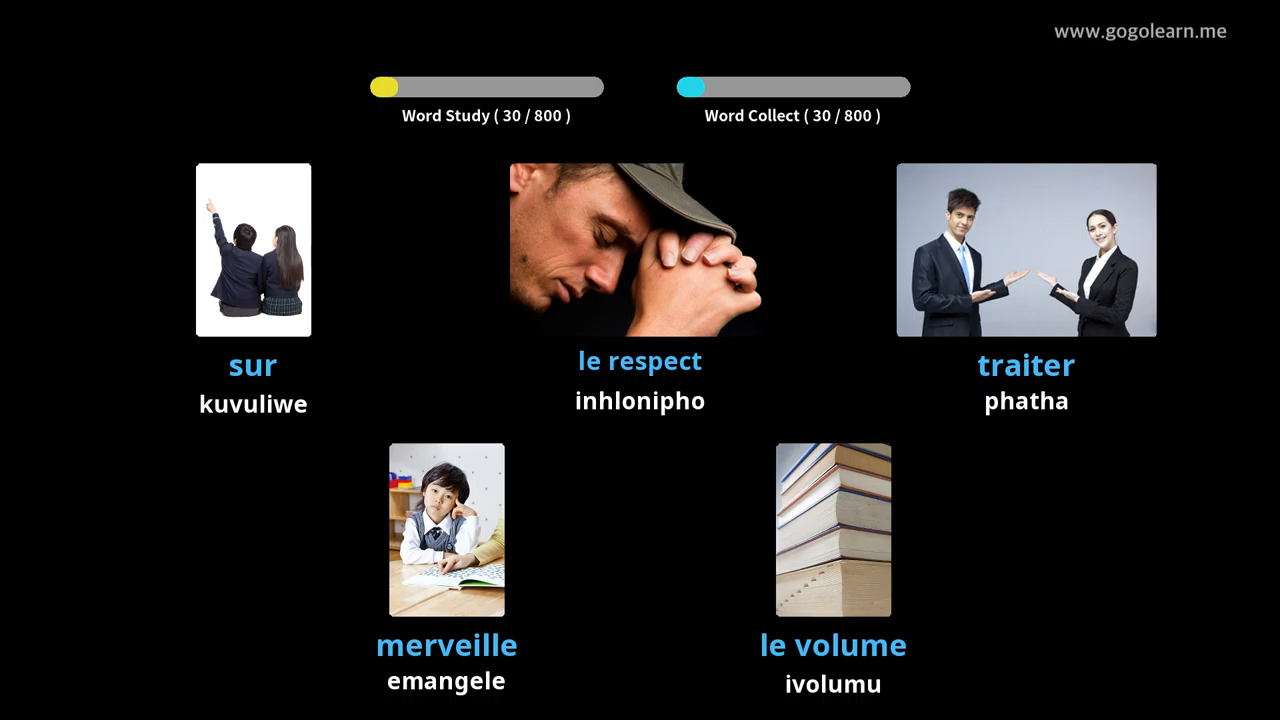 www.gogolearn.me
Word Study ( 30 / 800 )
Word Collect ( 30 / 800 )
sur
kuvuliwe
le respect
inhlonipho
traiter
phatha
merveille
emangele
le volume
ivolumu